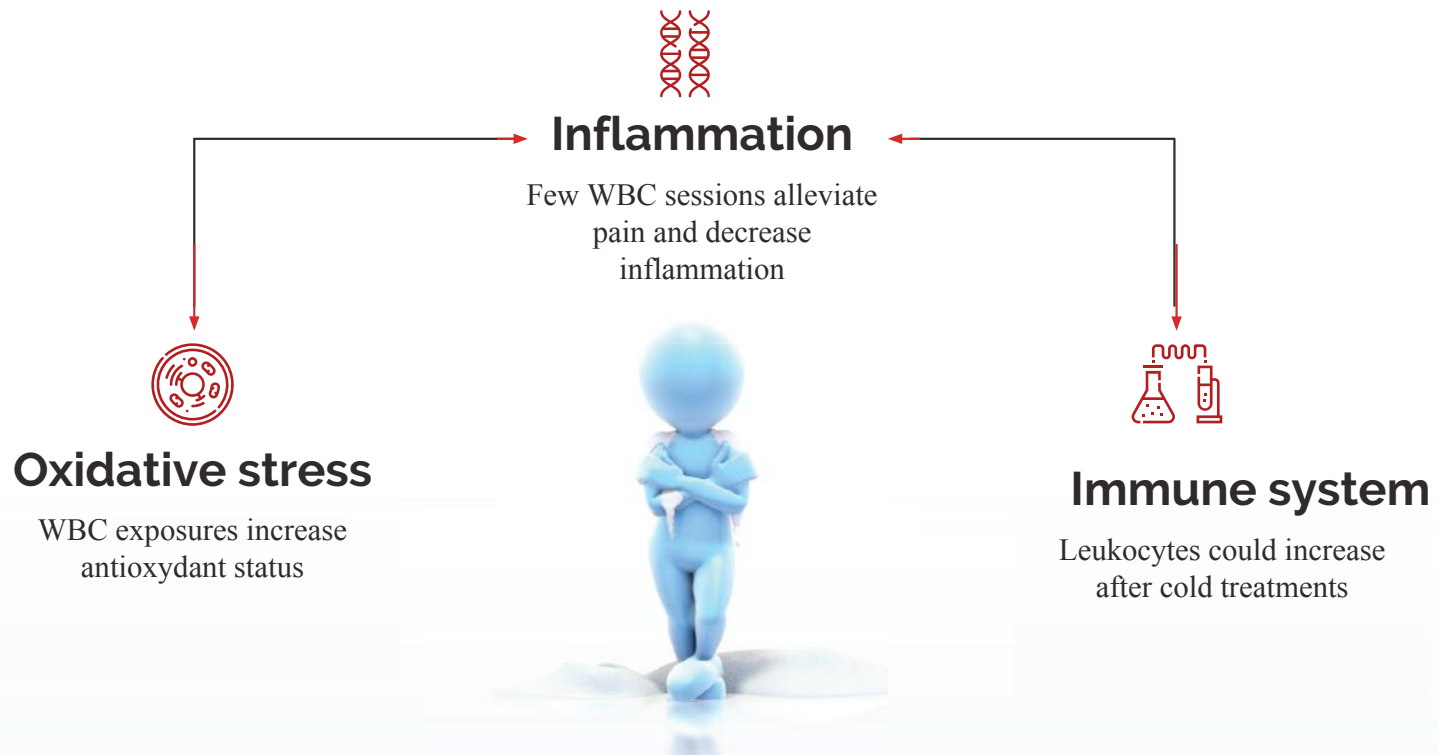 Inflammation
Few WBC sessions alleviate
pain and decrease
inflammation
Oxidative stress
WBC exposures increase
antioxydant status
Immune system
Leukocytes could increase
after cold treatments